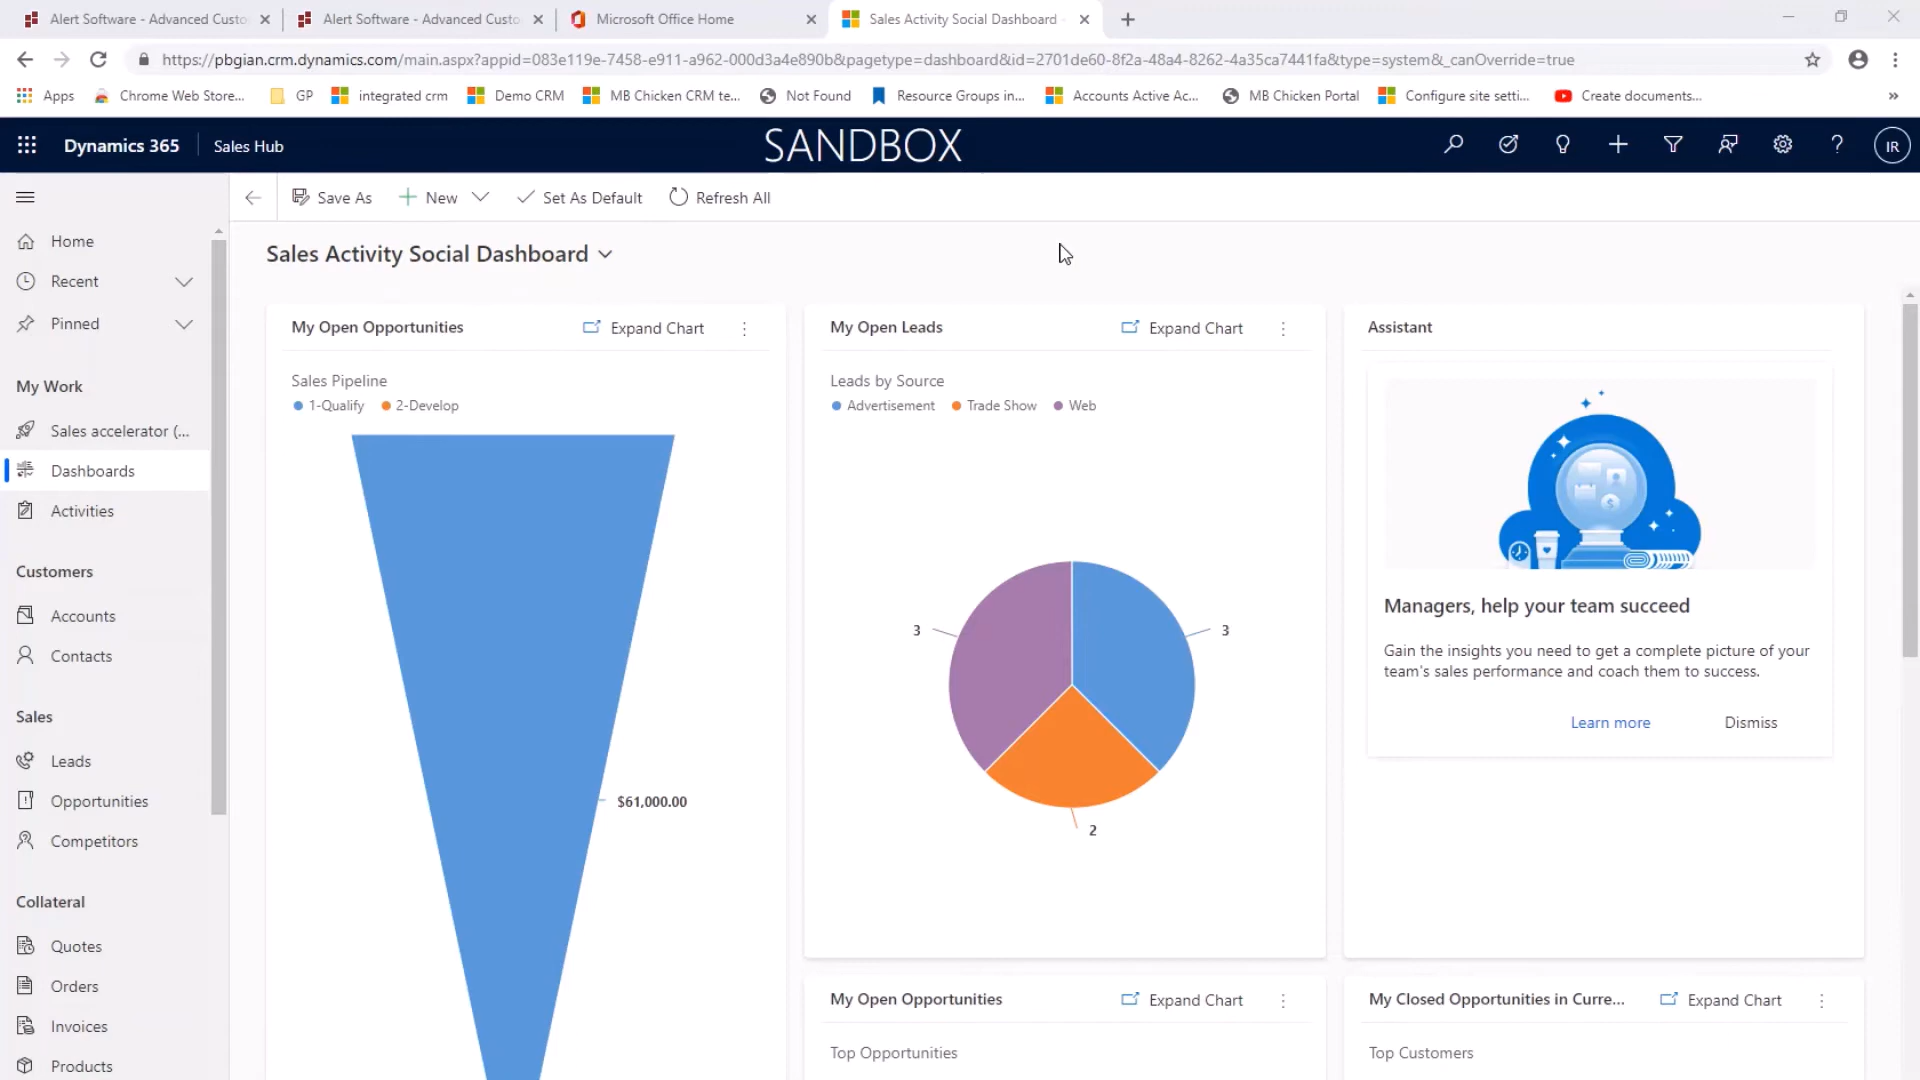 Alert Software - Advanced Custo
Alert Software - Advanced Custo
Microsoft Office Home
Sales Activity Social Dashboard -
https://pbgian.crm.dynamics.com/main.aspx?appid=083e119e-7458-e911-a962-000d3a4e890b&pagetype=dashboard&id=2701de60-8f2a-48a4-8262-4a35ca7441fa&type=system&_canOverride=true
Apps
Chrome Web Store...
GP
integrated crm
Demo CRM
MB Chicken CRM te...
Not Found
Resource Groups in...
Accounts Active Ac...
MB Chicken Portal
Configure site setti...
Create documents...
»
Dynamics 365
Sales Hub
SANDBOX
IR
Save As
New
Set As Default
Refresh All
Home
Recent
Pinned
My Work
Sales accelerator (...
Dashboards
Activities
Customers
Accounts
Contacts
Sales
Leads
Opportunities
Competitors
Collateral
Quotes
Orders
Invoices
Products
Sales Activity Social Dashboard
My Open Opportunities
Expand Chart
Sales Pipeline
1-Qualify
2-Develop
$61,000.00
My Open Leads
Expand Chart
Leads by Source
Advertisement
Trade Show
Web
3
3
2
Assistant
Managers, help your team succeed
Gain the insights you need to get a complete picture of your
team's sales performance and coach them to success.
Learn more
Dismiss
My Open Opportunities
Expand Chart
Top Opportunities
My Closed Opportunities in Curre...
Expand Chart
Top Customers